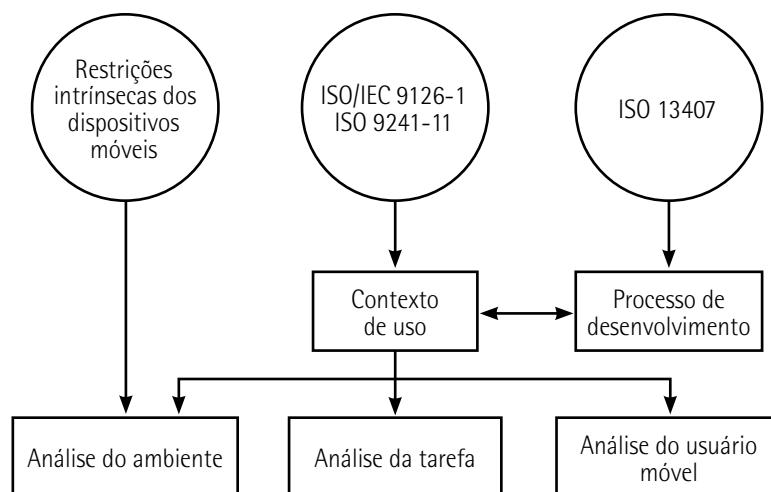 Restrições
intrínsecas dos
dispositivos
móveis
ISO/IEC 9126-1
ISO 9241-11
ISO 13407
Contexto
de uso
Processo de
desenvolvimento
Análise do ambiente
Análise da tarefa
Análise do usuário
móvel